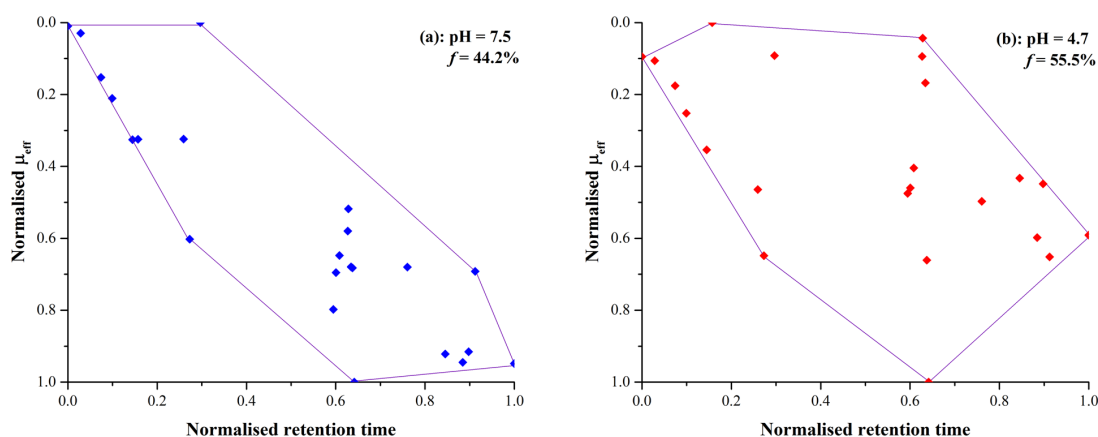 (a): pH = 7.5
f = 44.2%
0.0
0.2
0.4
0.6
0.8
1.0
Normalised μeff
0.0 0.2 0.4 0.6 0.8 1.0
Normalised retention time
(b): pH = 4.7
f = 55.5%
0.0
0.2
0.4
0.6
0.8
1.0
Normalised μeff
0.0 0.2 0.4 0.6 0.8 1.0
Normalised retention time